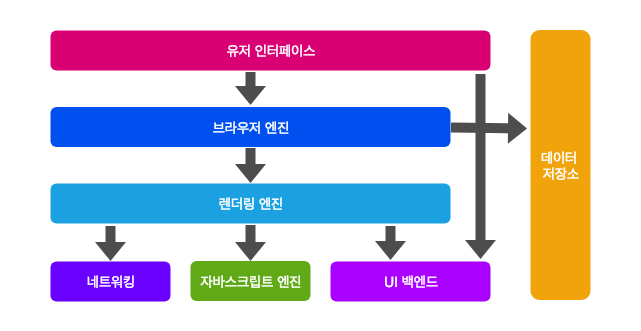 유저 인터페이스
브라우저 엔진
데이터
저장소
렌더링 엔진
네트워킹
자바스크립트 엔진
UI 백엔드